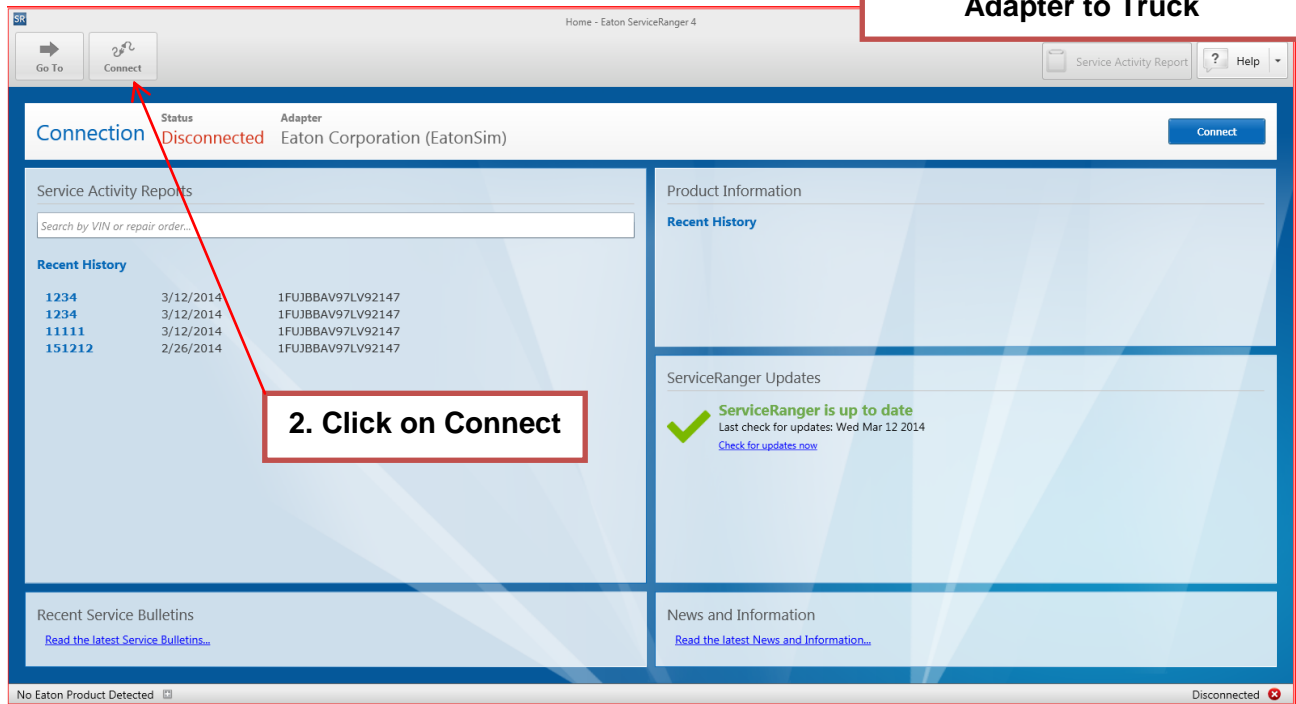 Adapter to Truck
SR
Home - Eaton ServiceRanger 4
Go To
Connect
Service Activity Report
? Help
Connection
Status
Disconnected
Adapter
Eaton Corporation (EatonSim)
Connect
Service Activity Reports
Search by VIN or repair order...
Recent History
1234 3/12/2014 1FUJBBAV97LV92147
1234 3/12/2014 1FUJBBAV97LV92147
11111 3/12/2014 1FUJBBAV97LV92147
151212 2/26/2014 1FUJBBAV97LV92147
2. Click on Connect
Product Information
Recent History
ServiceRanger Updates
ServiceRanger is up to date
Last check for updates: Wed Mar 12 2014
Check for updates now
Recent Service Bulletins
Read the latest Service Bulletins...
News and Information
Read the latest News and Information...
No Eaton Product Detected
Disconnected